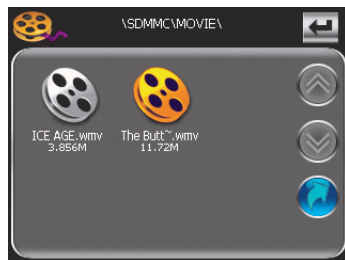 \SDMMC\MOVIE\
ICE AGE.wmv
3.856M
The Butt~.wmv
11.72M